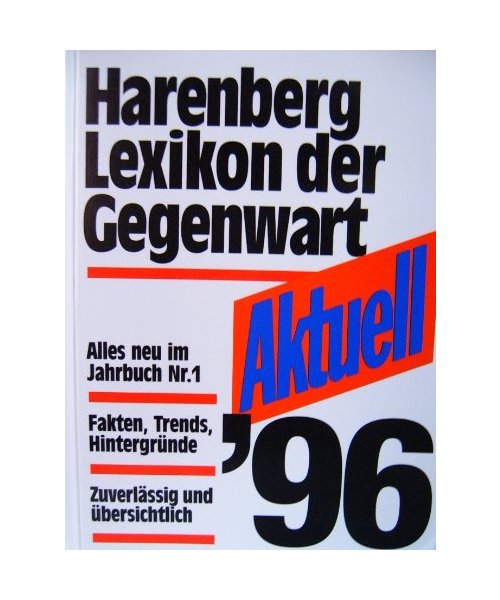 Harenberg
Lexikon der
Gegenwart
Aktuell
Alles neu im
Jahrbuch Nr.1
Fakten, Trends,
Hintergründe
Zuverlässig und
übersichtlich
’96